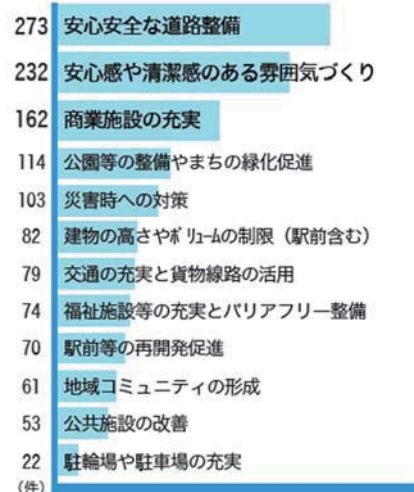 273 安心安全な道路整備
232 安心感や清潔感のある雰囲気づくり
162 商業施設の充実
114 公園等の整備やまちの緑化促進
103 災害時への対策
82 建物の高さやﾎﾞﾘｭｰﾑの制限（駅前含む）
79 交通の充実と貨物線路の活用
74 福祉施設等の充実とバリアフリー整備
70 駅前等の再開発促進
61 地域コミュニティの形成
53 公共施設の改善
22 駐輪場や駐車場の充実
(件)